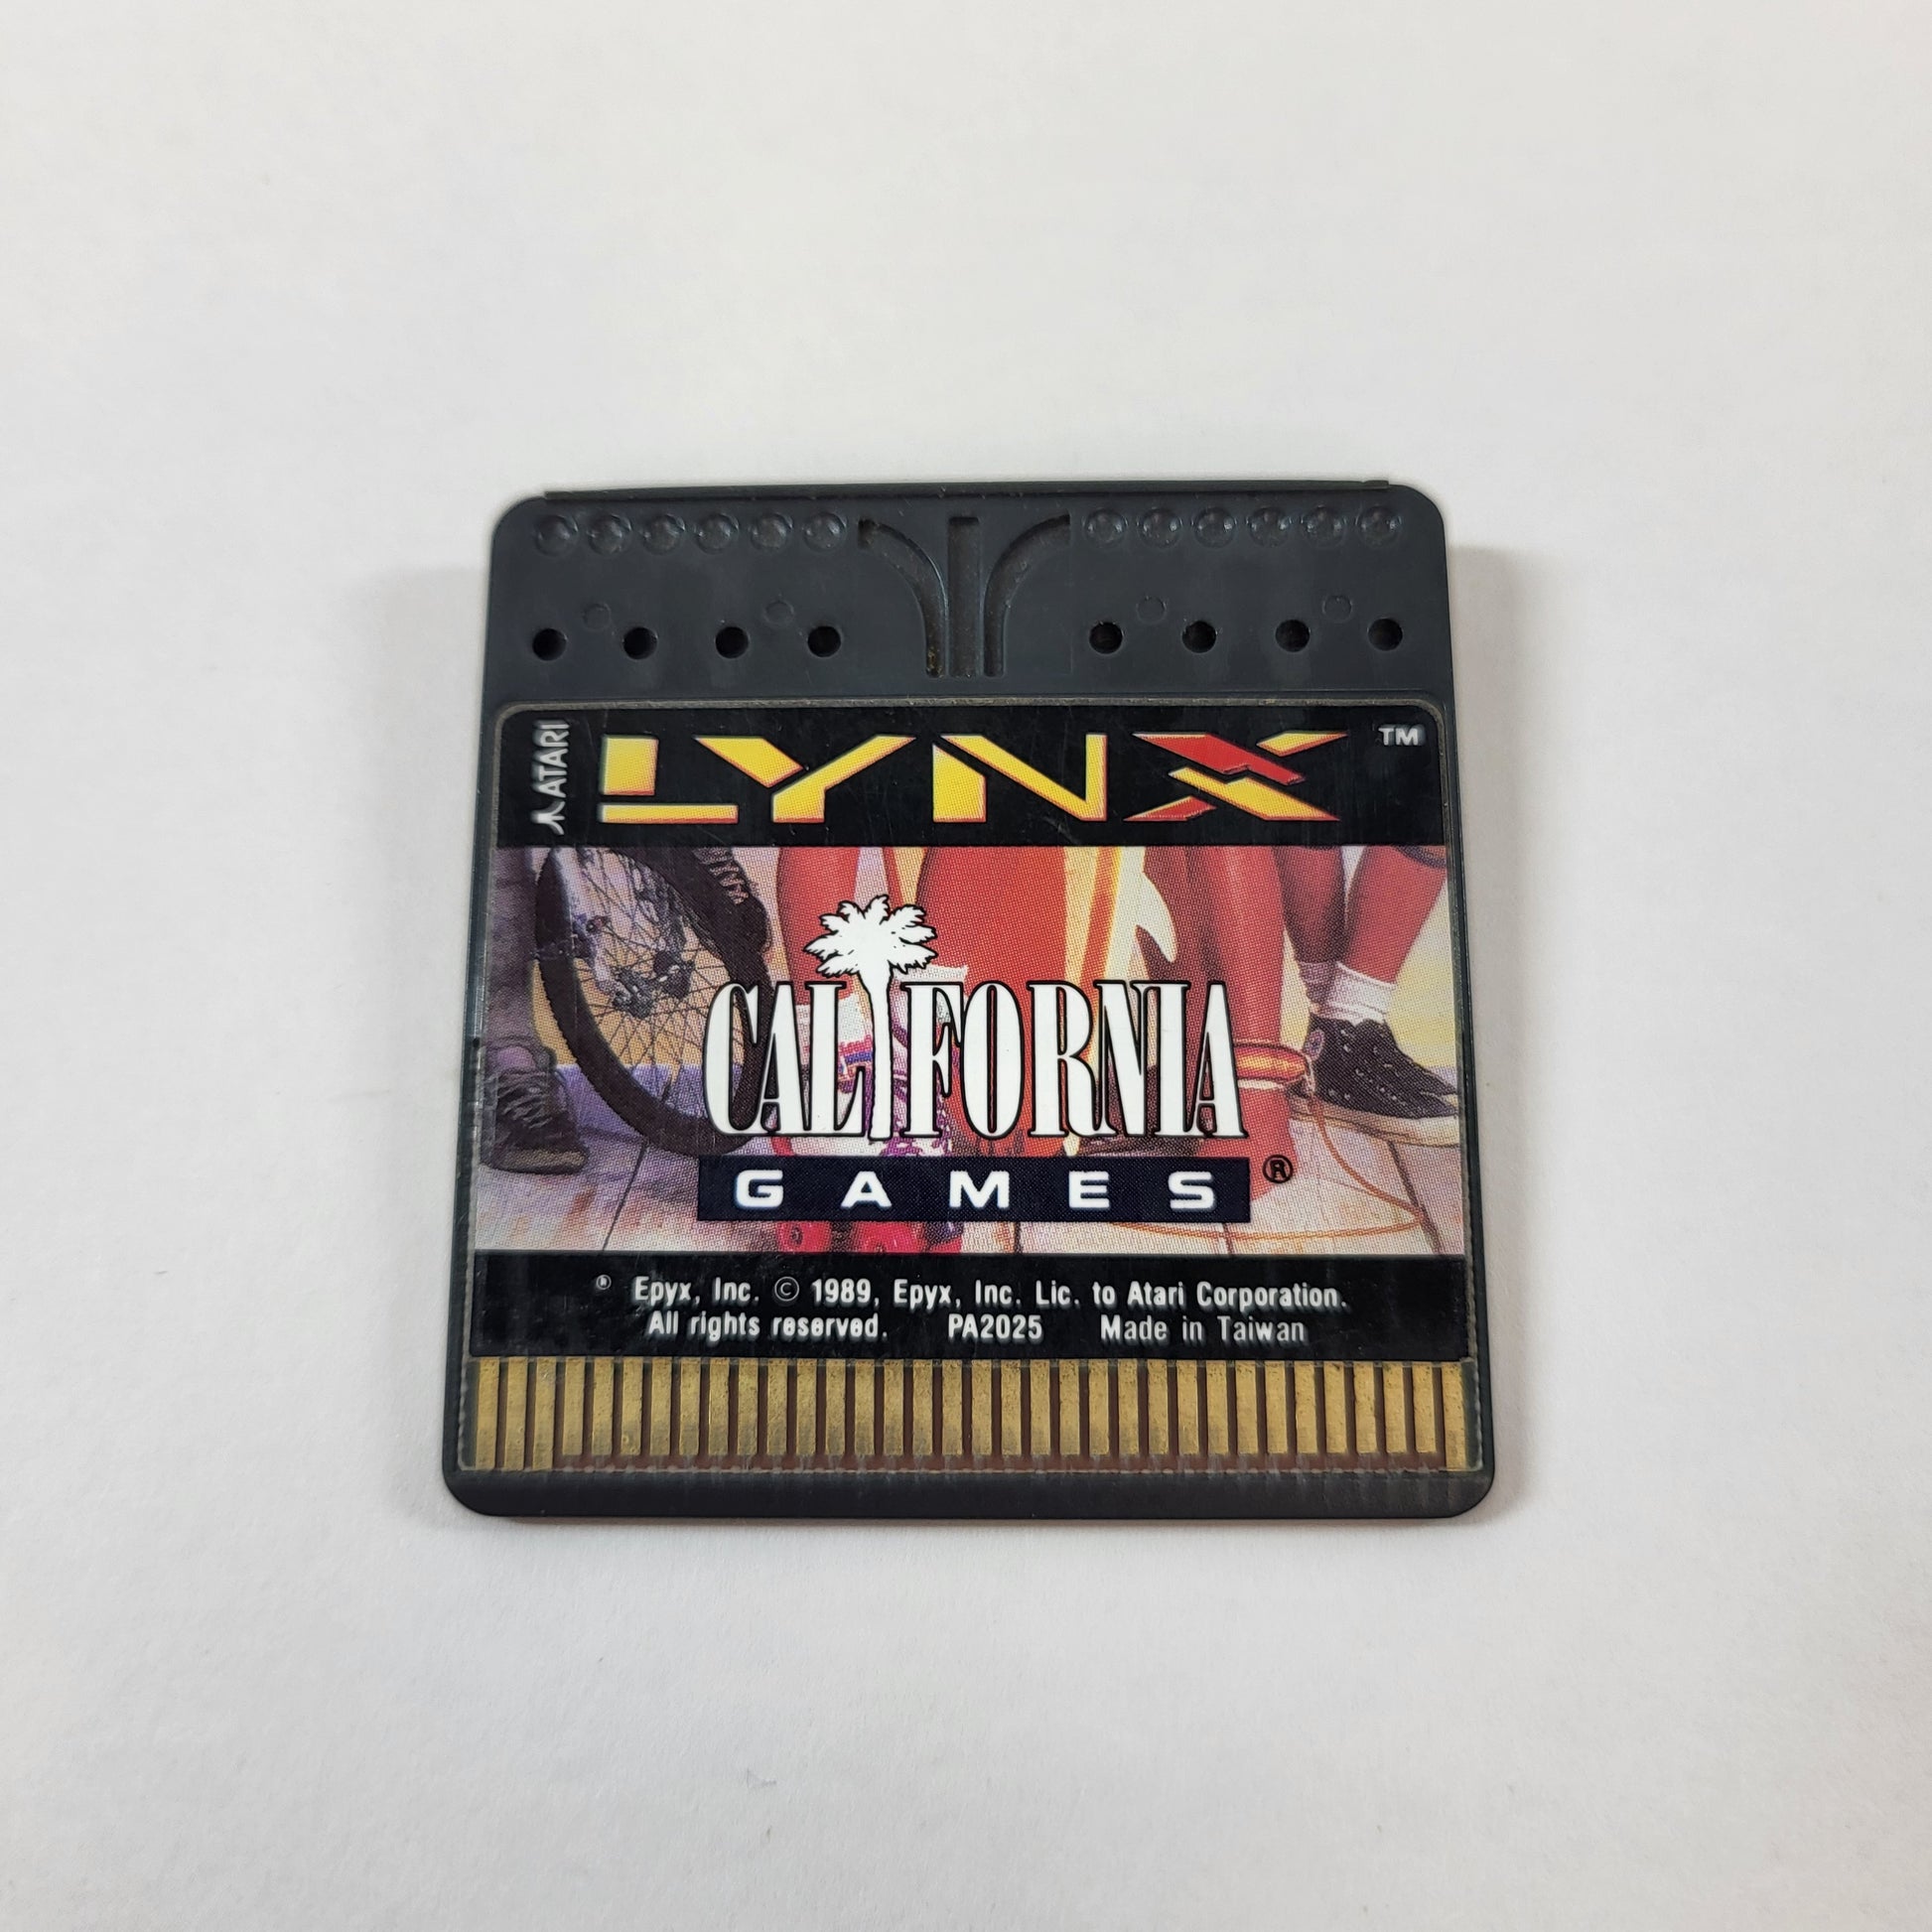 ATARI
LYNX ™
CALIFORNIA
GAMES ®
® Epyx, Inc. © 1989, Epyx, Inc. Lic. to Atari Corporation.
All rights reserved. PA2025 Made in Taiwan